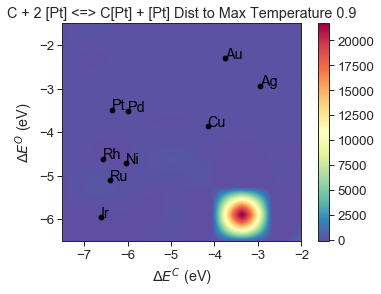 C + 2 [Pt] <=> C[Pt] + [Pt] Dist to Max Temperature 0.9
−2
−3
−4
−5
−6
ΔE^O (eV)
Au
Ag
Pt
Pd
Cu
Rh
Ni
Ru
Ir
−7
−6
−5
−4
−3
−2
ΔE^C (eV)
20000
17500
15000
12500
10000
7500
5000
2500
0